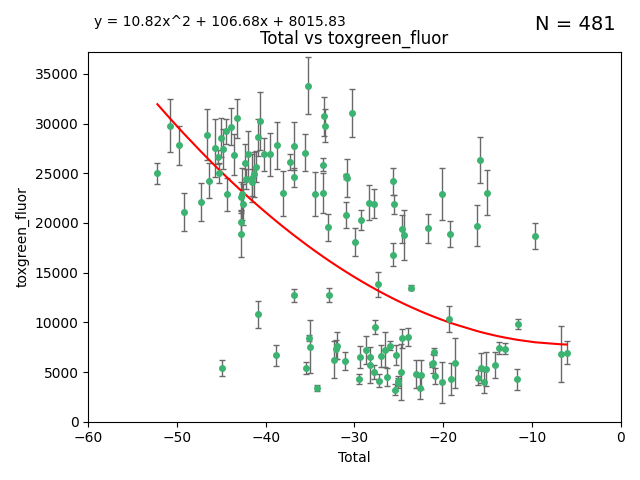 y = 10.82x^2 + 106.68x + 8015.83
N = 481
Total vs toxgreen_fluor
35000
30000
25000
20000
15000
10000
5000
0
toxgreen_fluor
−60 −50 −40 −30 −20 −10 0
Total